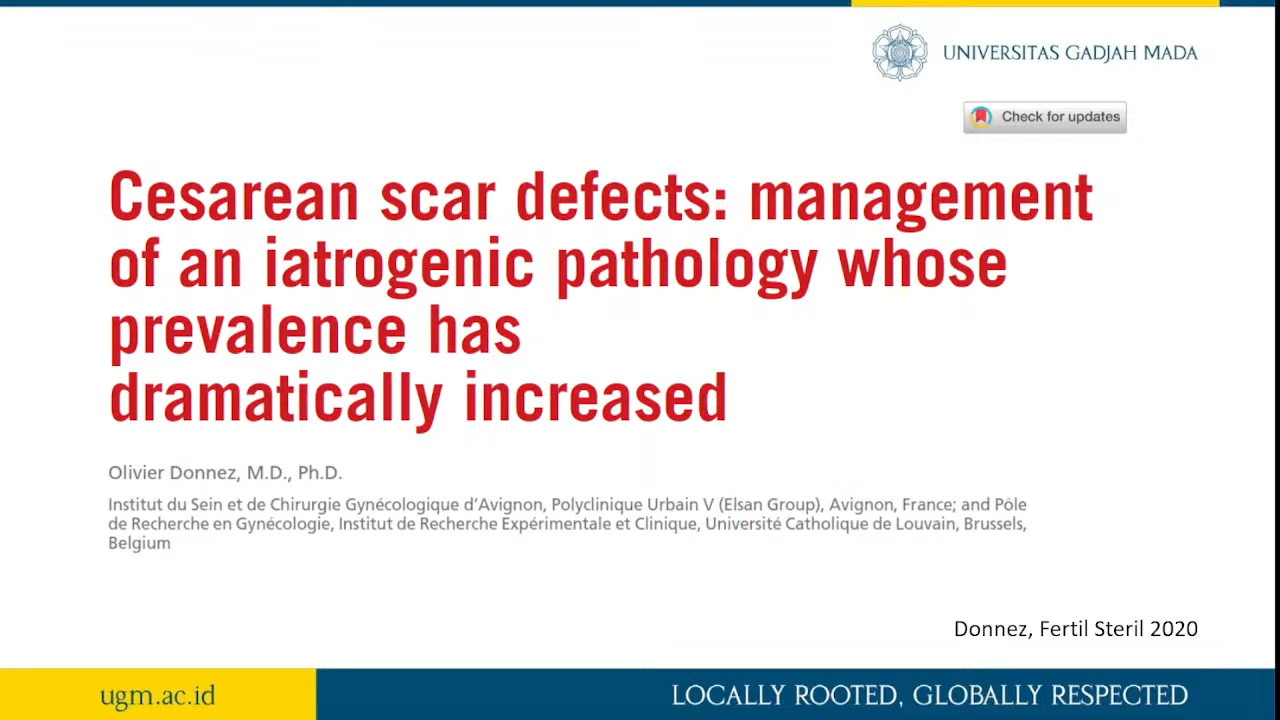 UNIVERSITAS GADJAH MADA
Check for updates
Cesarean scar defects: management
of an iatrogenic pathology whose
prevalence has
dramatically increased
Olivier Donnez, M.D., Ph.D.
Institut du Sein et de Chirurgie Gynécologique d'Avignon, Polyclinique Urbain V (Elsan Group), Avignon, France; and Pôle
de Recherche en Gynécologie, Institut de Recherche Expérimentale et Clinique, Université Catholique de Louvain, Brussels,
Belgium
Donnez, Fertil Steril 2020
ugm.ac.id
LOCALLY ROOTED, GLOBALLY RESPECTED